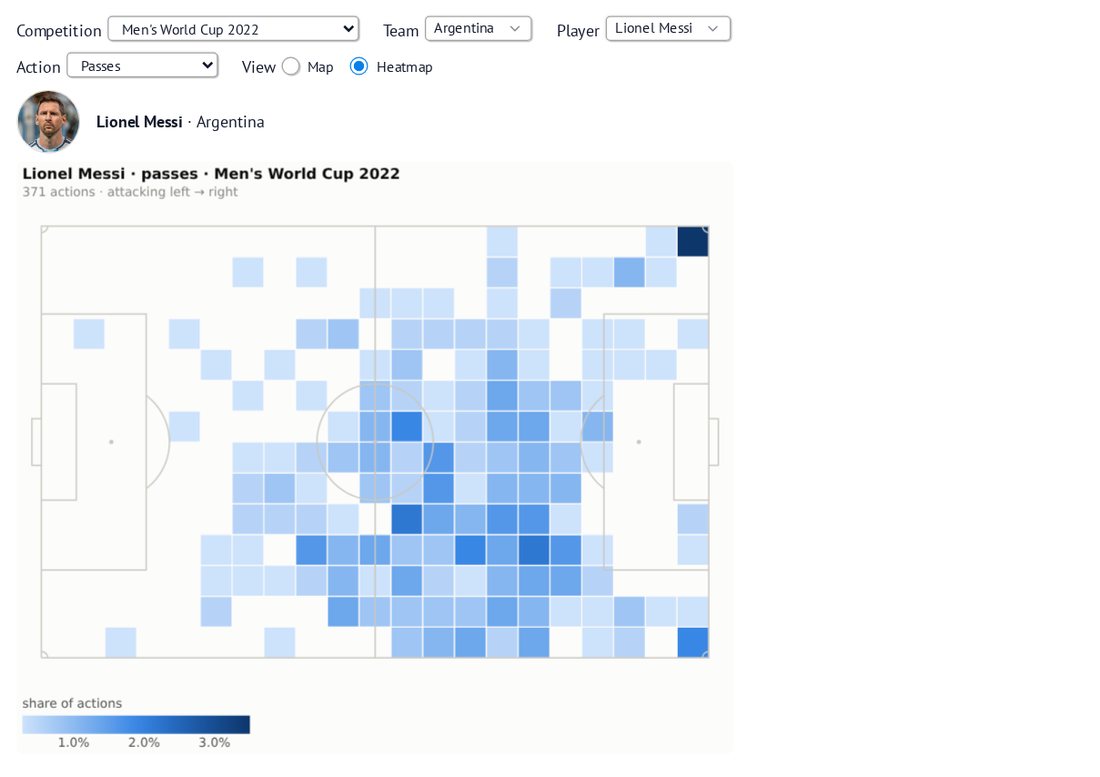 Competition Men's World Cup 2022 Team Argentina Player Lionel Messi
Action Passes View Map Heatmap
Lionel Messi · Argentina
Lionel Messi · passes · Men's World Cup 2022
371 actions · attacking left → right
share of actions
1.0% 2.0% 3.0%